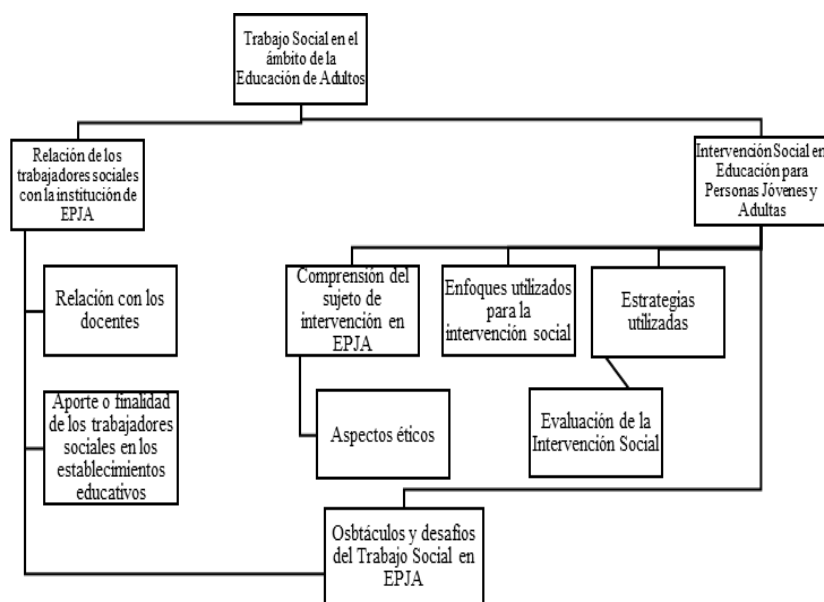 Trabajo Social en el
ámbito de la
Educación de Adultos
Relación de los
trabajadores sociales
con la institución de
EPJA
Intervención Social en
Educación para
Personas Jóvenes y
Adultas
Relación con los
docentes
Comprensión del
sujeto de
intervención en
EPJA
Enfoques utilizados
para la
intervención social
Estrategias
utilizadas
Aporte o finalidad
de los trabajadores
sociales en los
establecimientos
educativos
Aspectos éticos
Evaluación de la
Intervención Social
Osbtáculos y desafíos
del Trabajo Social en
EPJA